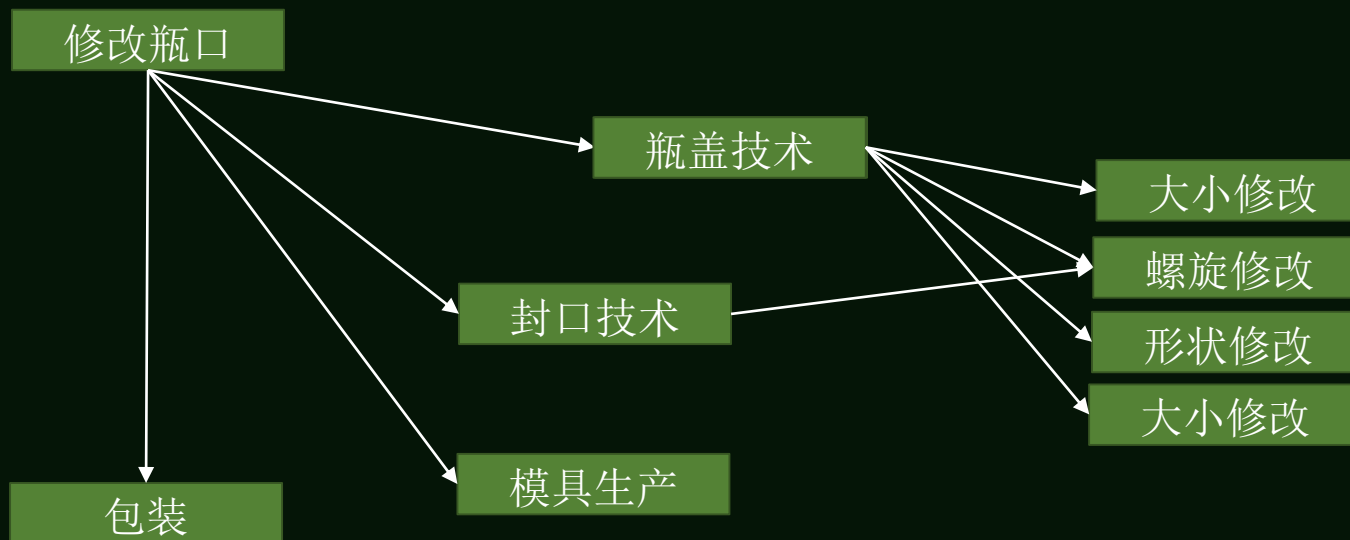 修改瓶口
瓶盖技术
大小修改
螺旋修改
封口技术
形状修改
大小修改
模具生产
包装